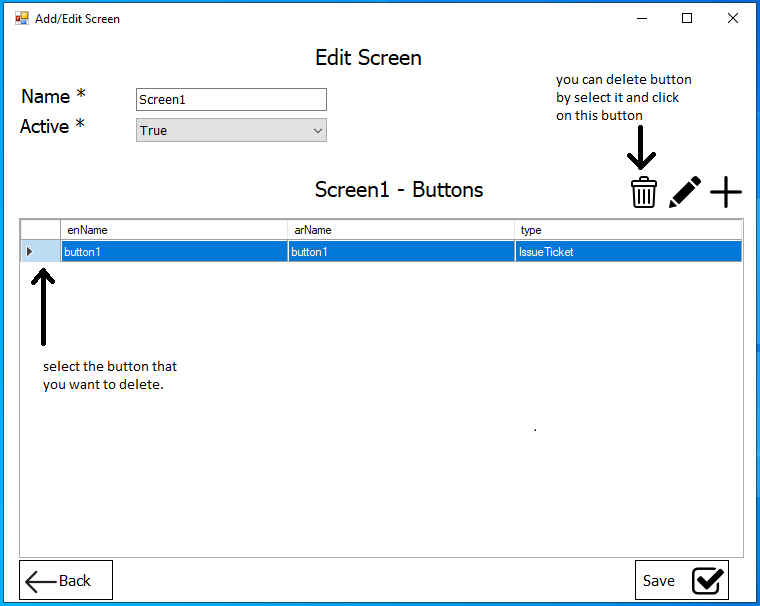 Add/Edit Screen
Edit Screen
you can delete button
by select it and click
on this button
Name *
Screen1
Active *
True
Screen1 - Buttons
enName arName type
button1 button1 IssueTicket
select the button that
you want to delete.
.
Back
Save